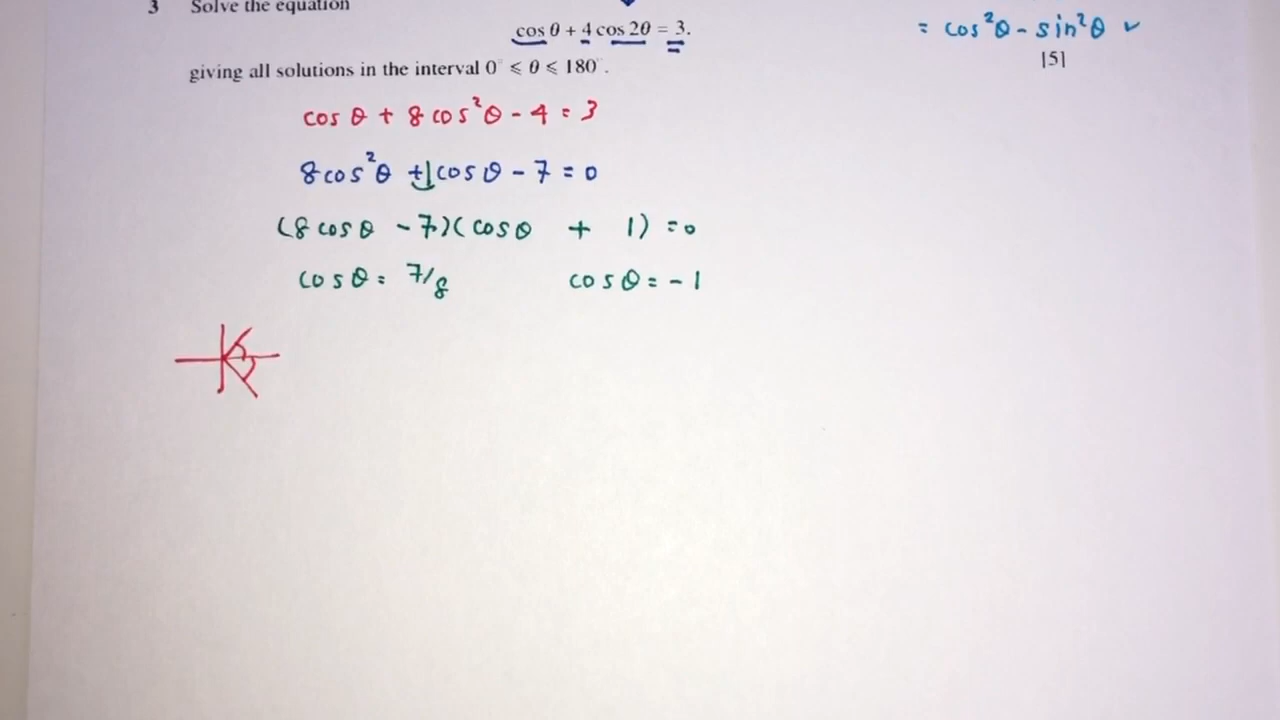 3 Solve the equation
cos θ + 4 cos 2θ = 3.
= cos²θ - sin²θ ✓
[5]
giving all solutions in the interval 0° ⩽ θ ⩽ 180°.
cos θ + 8 cos²θ - 4 = 3
8cos²θ + 1cos θ - 7 = 0
(8 cos θ - 7)(cos θ + 1) = 0
cos θ = 7/8 cos θ = -1